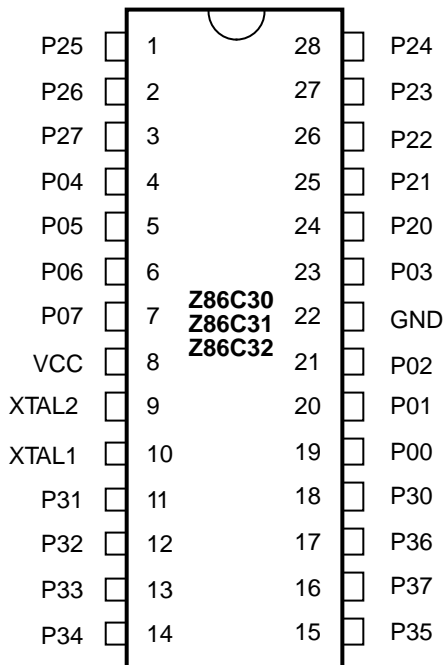 P25 1 28 P24
P26 2 27 P23
P27 3 26 P22
P04 4 25 P21
P05 5 24 P20
P06 6 23 P03
Z86C30
P07 7 Z86C31 22 GND
Z86C32
VCC 8 21 P02
XTAL2 9 20 P01
XTAL1 10 19 P00
P31 11 18 P30
P32 12 17 P36
P33 13 16 P37
P34 14 15 P35